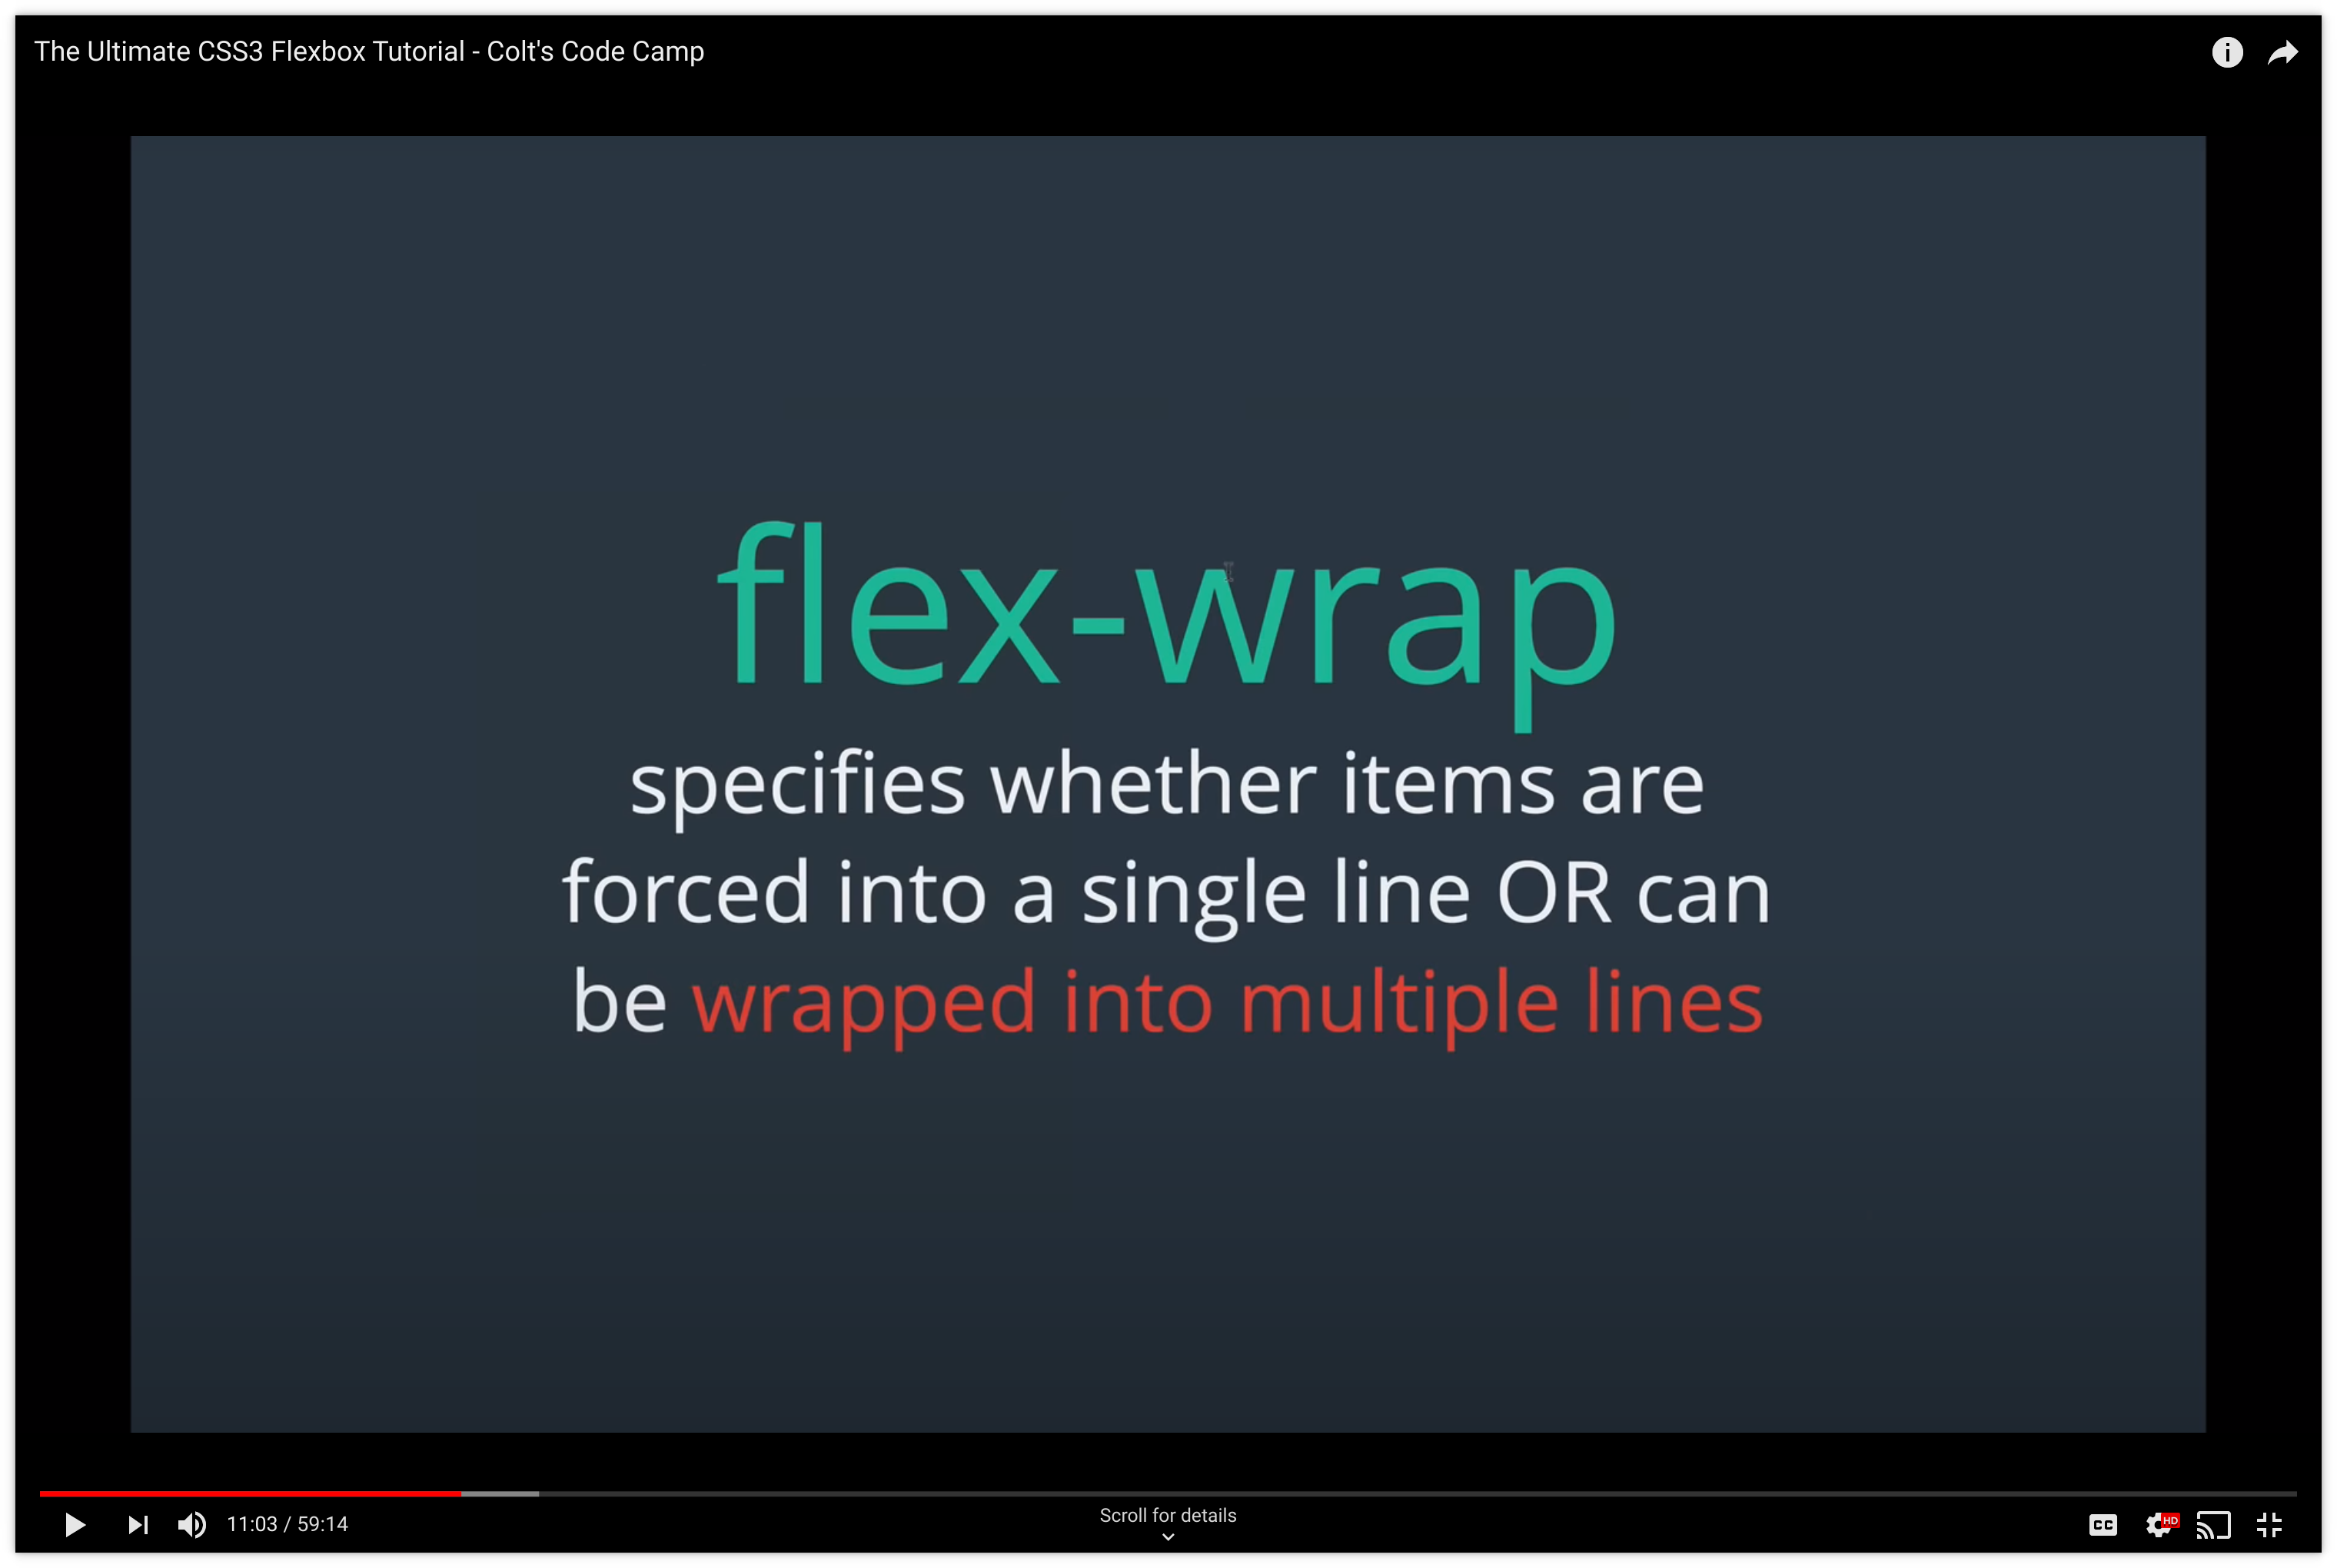 The Ultimate CSS3 Flexbox Tutorial - Colt's Code Camp
flex-wrap
specifies whether items are
forced into a single line OR can
be wrapped into multiple lines
11:03 / 59:14
Scroll for details
CC
HD